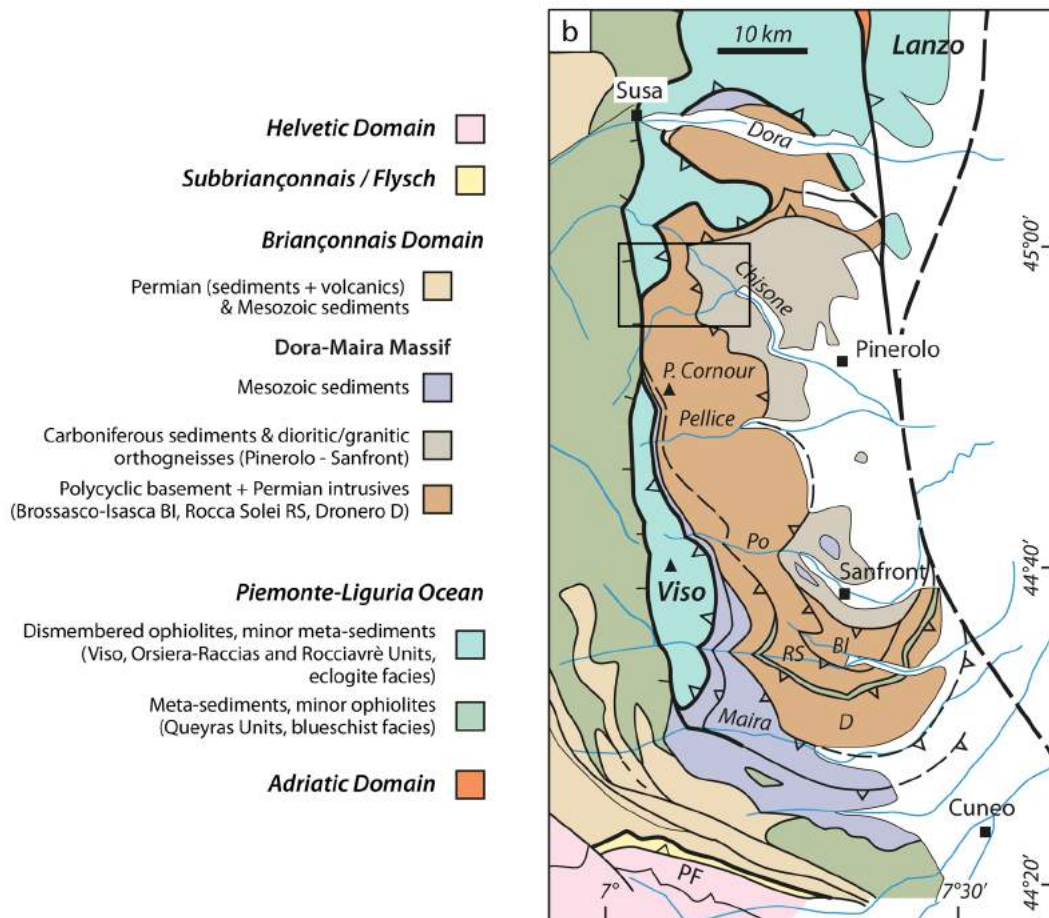 Helvetic Domain
Subbriançonnais / Flysch
Briançonnais Domain
Permian (sediments + volcanics)
& Mesozoic sediments
Dora-Maira Massif
Mesozoic sediments
Carboniferous sediments & dioritic/granitic
orthogneisses (Pinerolo - Sanfront)
Polycyclic basement + Permian intrusives
(Brossasco-Isasca BI, Rocca Solei RS, Dronero D)
Piemonte-Liguria Ocean
Dismembered ophiolites, minor meta-sediments
(Viso, Orsiera-Raccias and Rocciavrè Units,
eclogite facies)
Meta-sediments, minor ophiolites
(Queyras Units, blueschist facies)
Adriatic Domain
b
10 km
Lanzo
Susa
Dora
45°00'
Chisone
Pinerolo
P. Cornour
Pellice
Po
44°40'
Sanfront
Viso
RS
BI
Maira
D
Cuneo
PF
7°
7°30'
44°20'